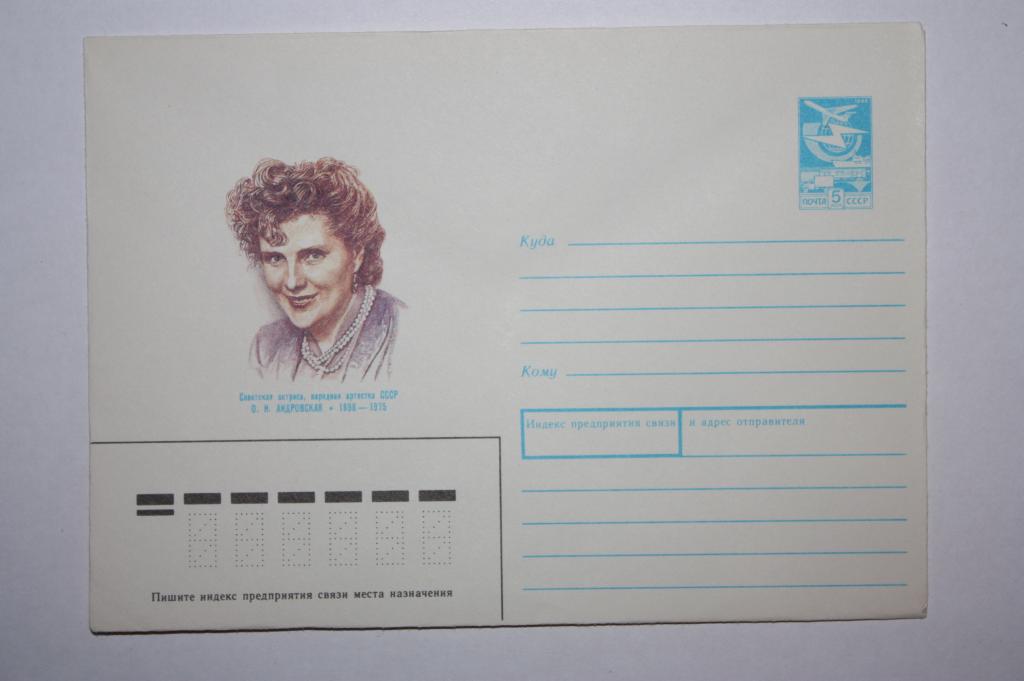 ПОЧТА 5 СССР
Куда
Советская актриса, народная артистка СССР
О. Н. АНДРОВСКАЯ • 1898—1975
Кому
Индекс предприятия связи и адрес отправителя
Пишите индекс предприятия связи места назначения